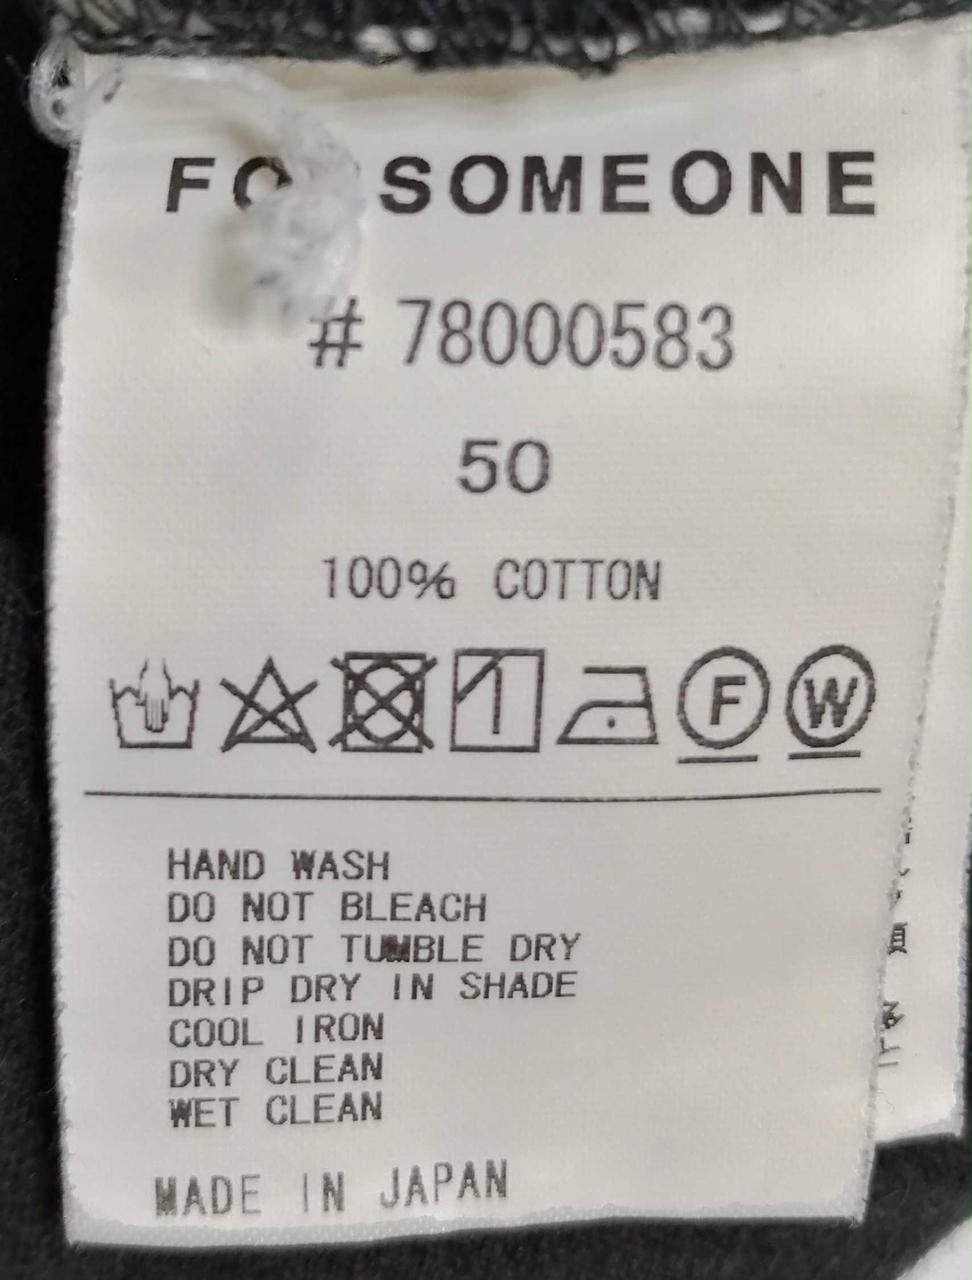 FO SOMEONE
# 78000583
50
100% COTTON
F W
HAND WASH
DO NOT BLEACH
DO NOT TUMBLE DRY
DRIP DRY IN SHADE
COOL IRON
DRY CLEAN
WET CLEAN
MADE IN JAPAN